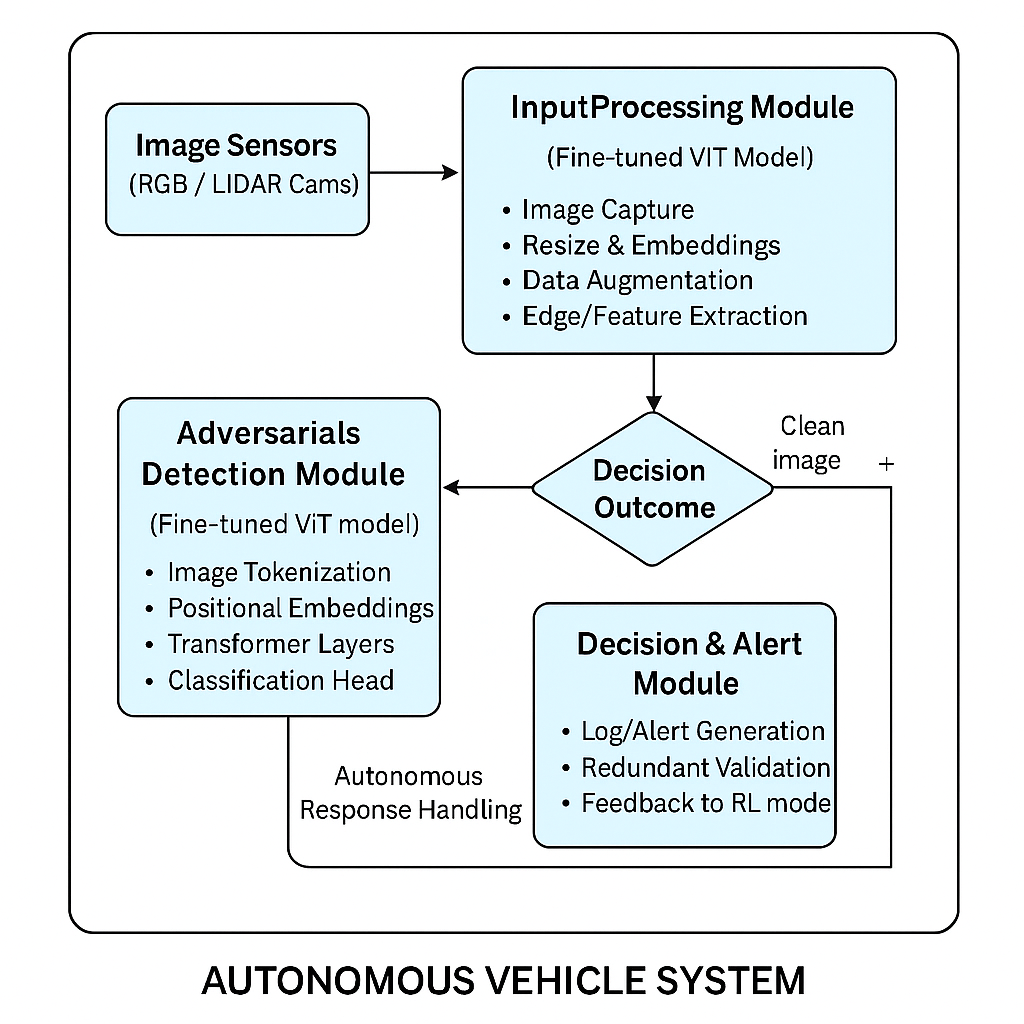 Image Sensors
(RGB / LIDAR Cams)
InputProcessing Module
(Fine-tuned VIT Model)
• Image Capture
• Resize & Embeddings
• Data Augmentation
• Edge/Feature Extraction
Adversarials
Detection Module
(Fine-tuned ViT model)
• Image Tokenization
• Positional Embeddings
• Transformer Layers
• Classification Head
Decision
Outcome
Clean
image +
Decision & Alert
Module
• Log/Alert Generation
• Redundant Validation
• Feedback to RL mode
Autonomous
Response Handling
AUTONOMOUS VEHICLE SYSTEM